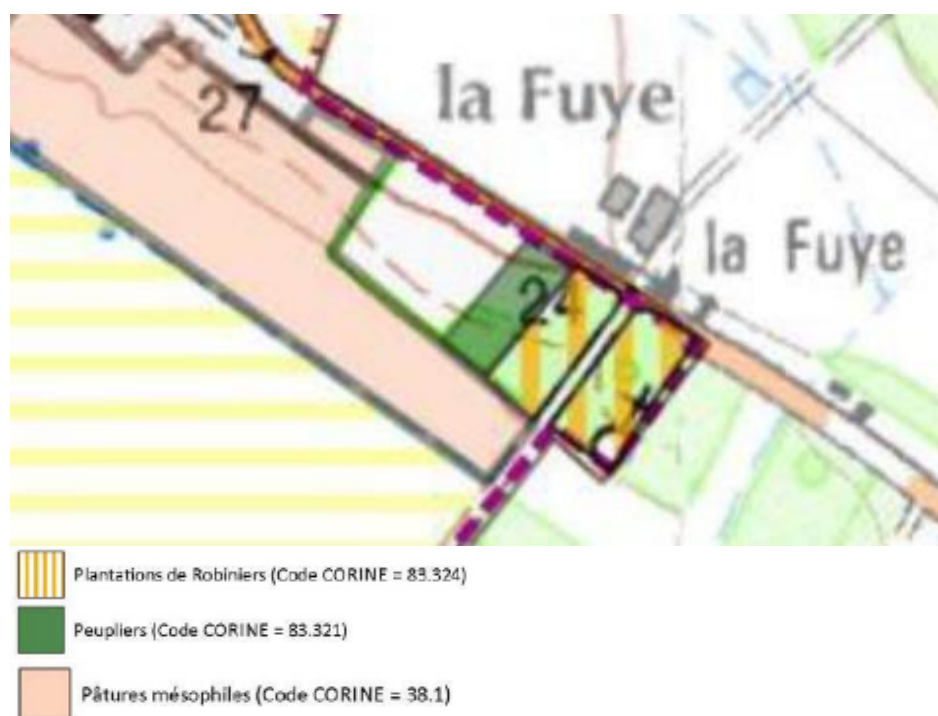 27
la Fuye
la Fuye
24
Plantations de Robiniers (Code CORINE = 83.324)
Peupliers (Code CORINE = 83.321)
Pâtures mésophiles (Code CORINE = 38.1)